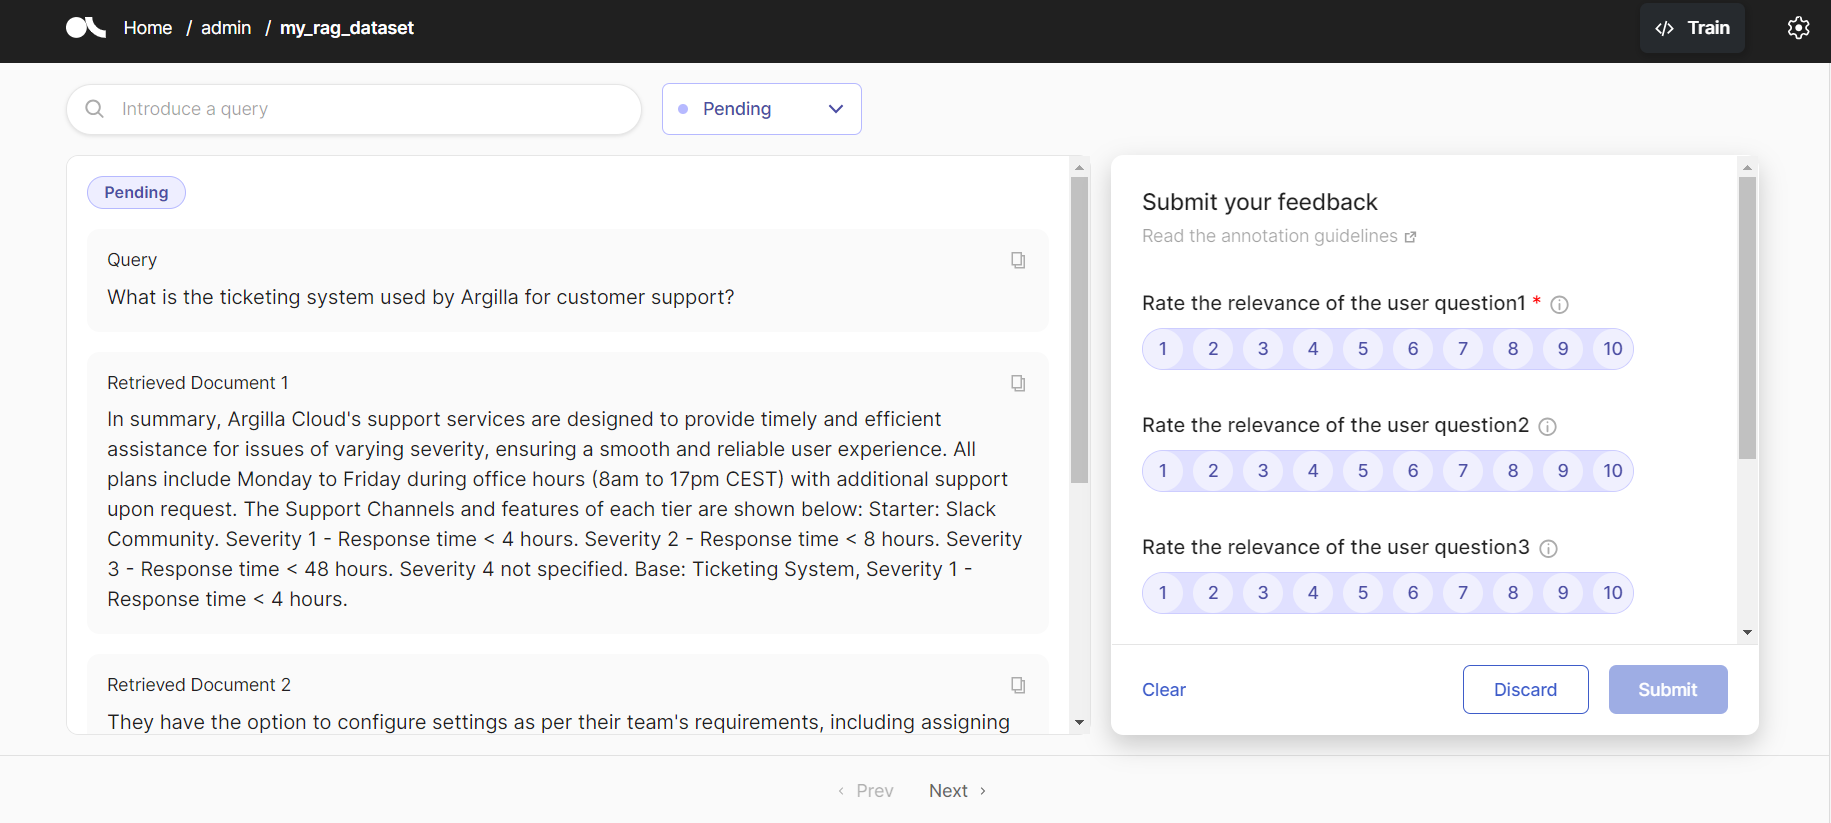 Home / admin / my_rag_dataset
</> Train
Introduce a query
Pending
Pending
Query
What is the ticketing system used by Argilla for customer support?
Retrieved Document 1
In summary, Argilla Cloud's support services are designed to provide timely and efficient
assistance for issues of varying severity, ensuring a smooth and reliable user experience. All
plans include Monday to Friday during office hours (8am to 17pm CEST) with additional support
upon request. The Support Channels and features of each tier are shown below: Starter: Slack
Community. Severity 1 - Response time < 4 hours. Severity 2 - Response time < 8 hours. Severity
3 - Response time < 48 hours. Severity 4 not specified. Base: Ticketing System, Severity 1 -
Response time < 4 hours.
Retrieved Document 2
They have the option to configure settings as per their team's requirements, including assigning
Submit your feedback
Read the annotation guidelines
Rate the relevance of the user question1 *
1 2 3 4 5 6 7 8 9 10
Rate the relevance of the user question2
1 2 3 4 5 6 7 8 9 10
Rate the relevance of the user question3
1 2 3 4 5 6 7 8 9 10
Clear
Discard
Submit
‹ Prev
Next ›